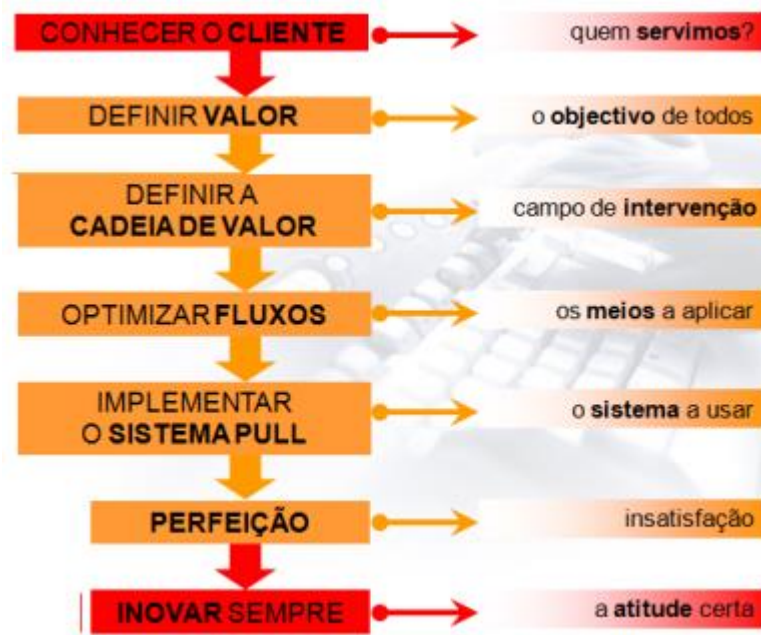 CONHECER O CLIENTE
quem servimos?
DEFINIR VALOR
o objectivo de todos
DEFINIR A
CADEIA DE VALOR
campo de intervenção
OPTIMIZAR FLUXOS
os meios a aplicar
IMPLEMENTAR
O SISTEMA PULL
o sistema a usar
PERFEIÇÃO
insatisfação
INOVAR SEMPRE
a atitude certa